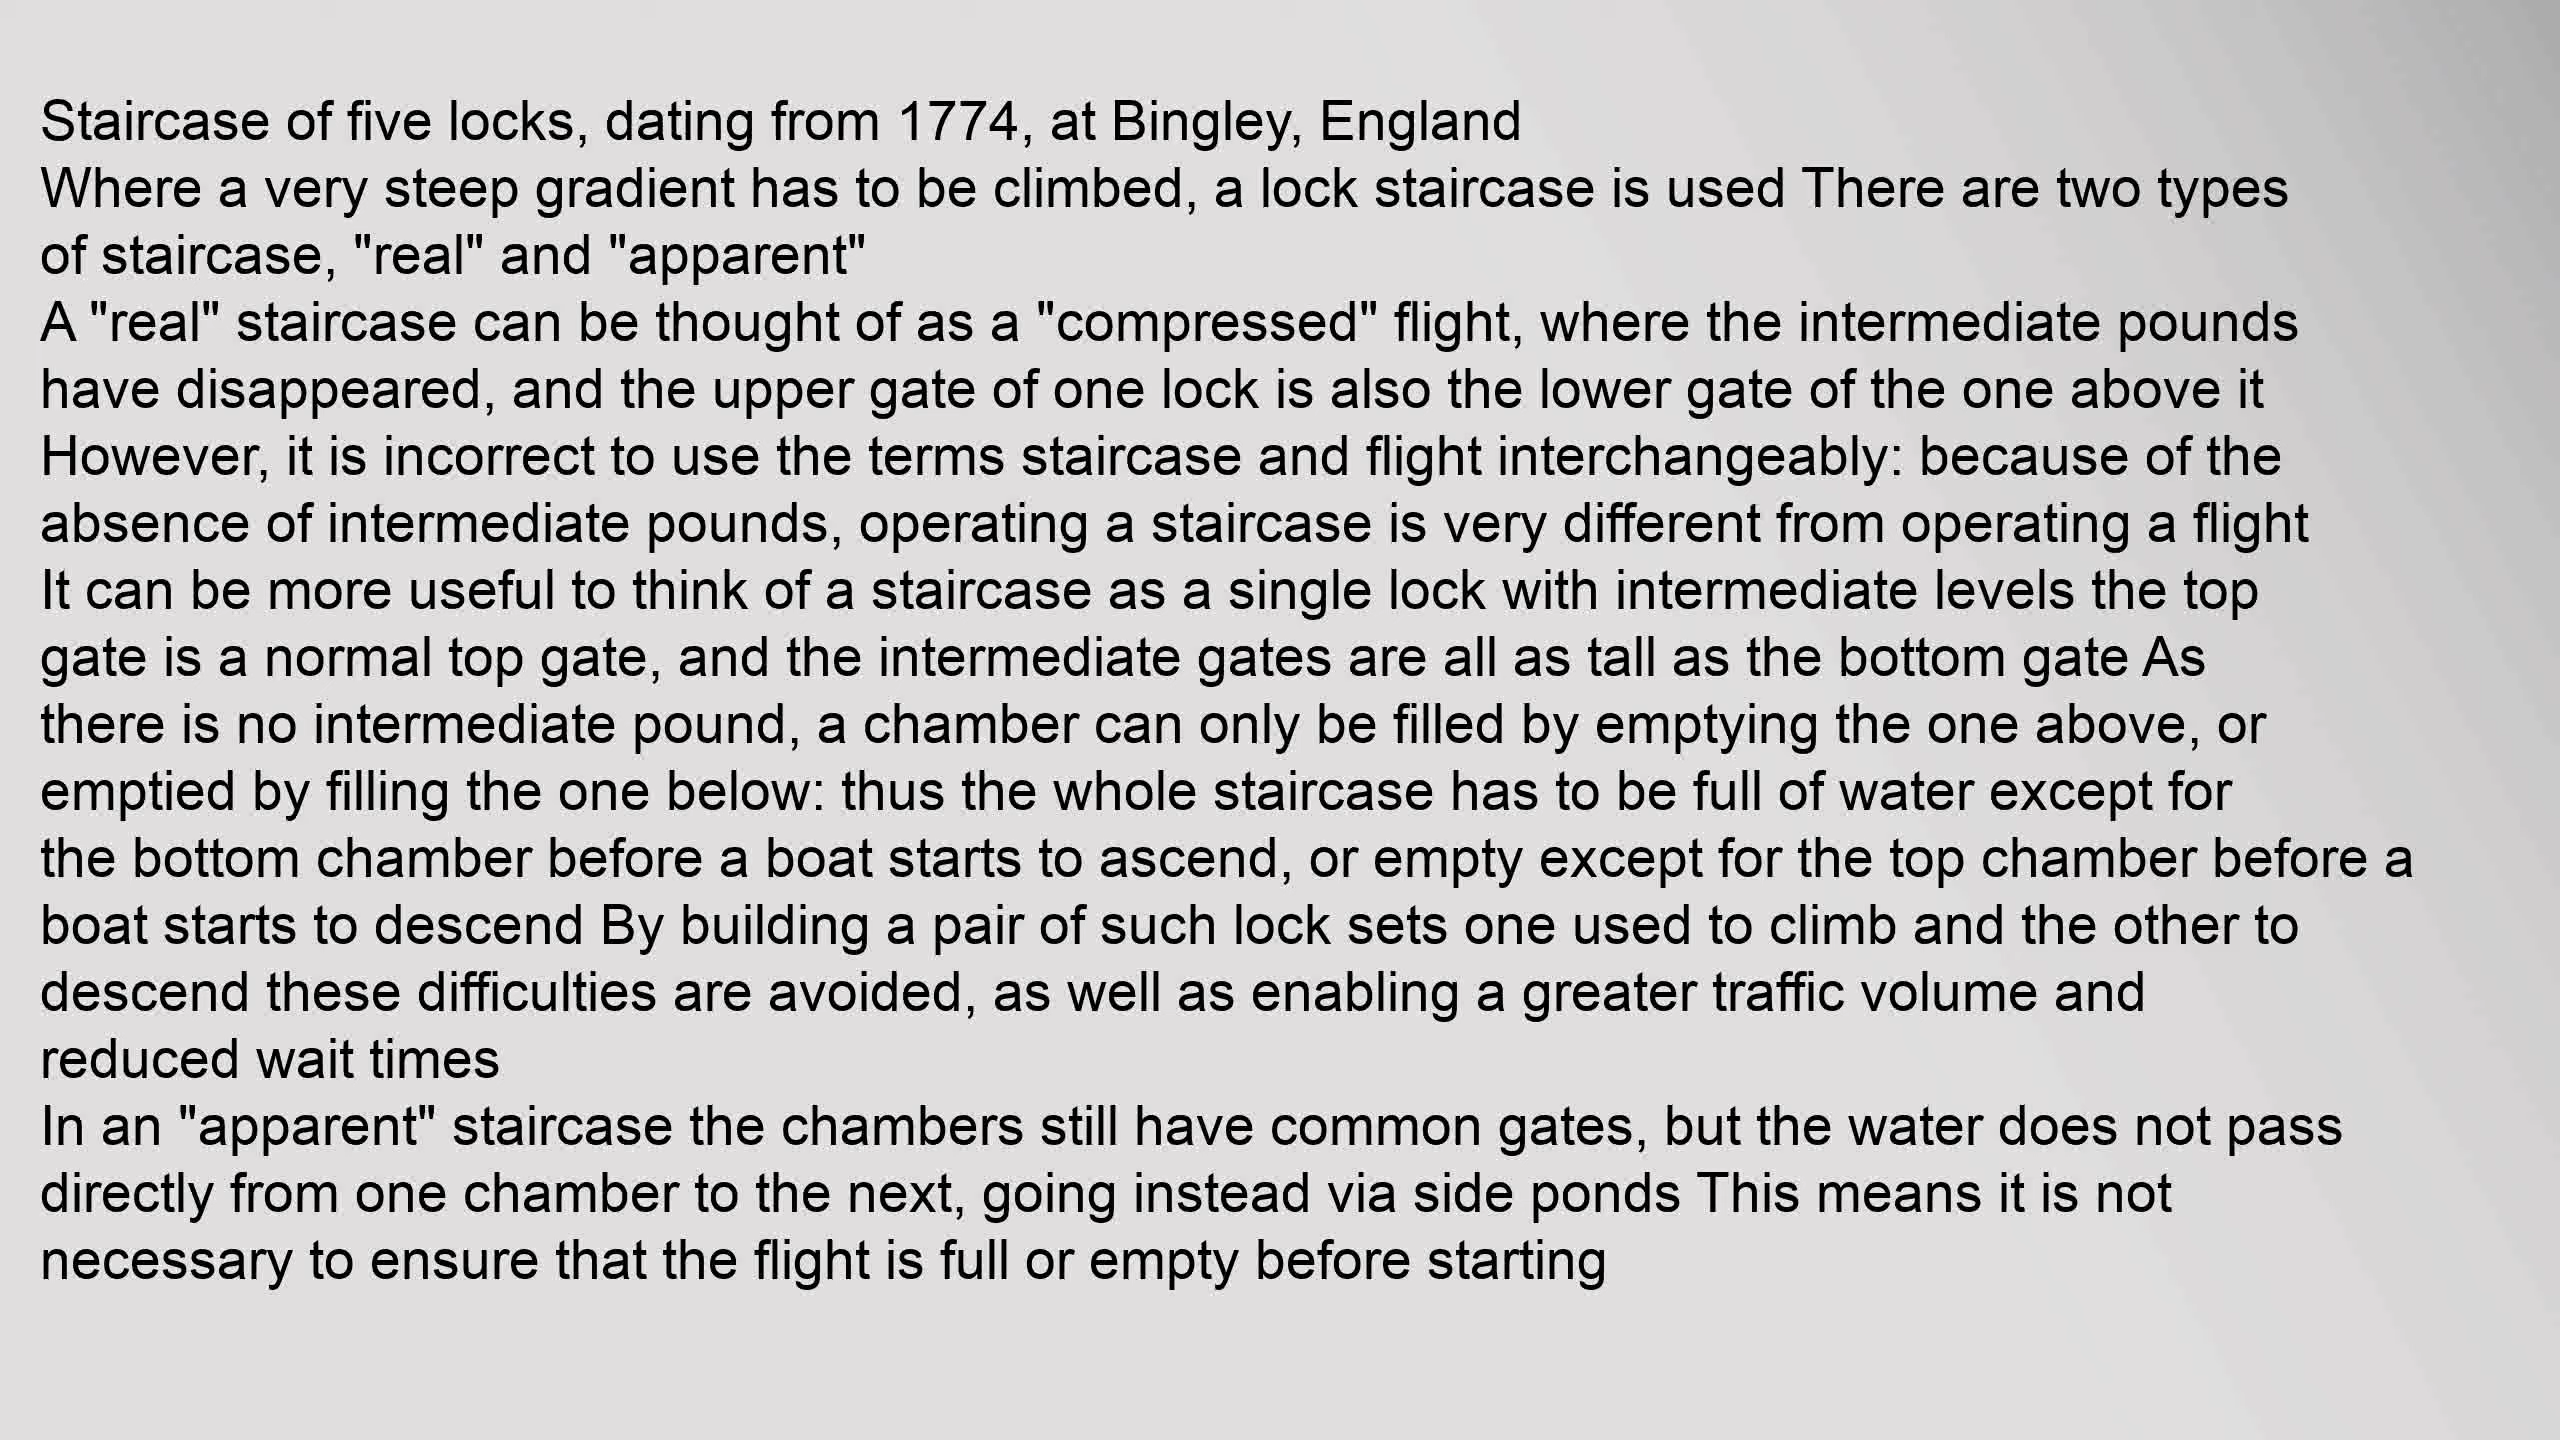 Staircase of five locks, dating from 1774, at Bingley, England
Where a very steep gradient has to be climbed, a lock staircase is used There are two types
of staircase, "real" and "apparent"
A "real" staircase can be thought of as a "compressed" flight, where the intermediate pounds
have disappeared, and the upper gate of one lock is also the lower gate of the one above it
However, it is incorrect to use the terms staircase and flight interchangeably: because of the
absence of intermediate pounds, operating a staircase is very different from operating a flight
It can be more useful to think of a staircase as a single lock with intermediate levels the top
gate is a normal top gate, and the intermediate gates are all as tall as the bottom gate As
there is no intermediate pound, a chamber can only be filled by emptying the one above, or
emptied by filling the one below: thus the whole staircase has to be full of water except for
the bottom chamber before a boat starts to ascend, or empty except for the top chamber before a
boat starts to descend By building a pair of such lock sets one used to climb and the other to
descend these difficulties are avoided, as well as enabling a greater traffic volume and
reduced wait times
In an "apparent" staircase the chambers still have common gates, but the water does not pass
directly from one chamber to the next, going instead via side ponds This means it is not
necessary to ensure that the flight is full or empty before starting